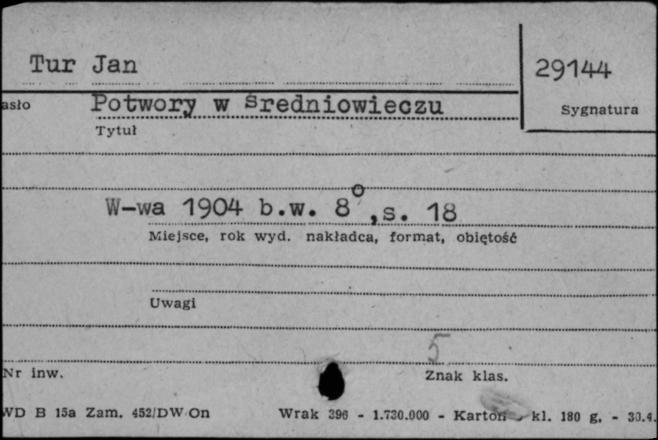 Tur Jan
29144
asło
Potwory w średniowieczu
Sygnatura
Tytuł
W-wa 1904 b.w. 8°, s. 18
Miejsce, rok wyd. nakładca, format, obiętość
Uwagi
5
Nr inw.
Znak klas.
WD B 15a Zam. 452/DW On
Wrak 396 - 1.730.000 - Karton - kl. 180 g. - 30.4.